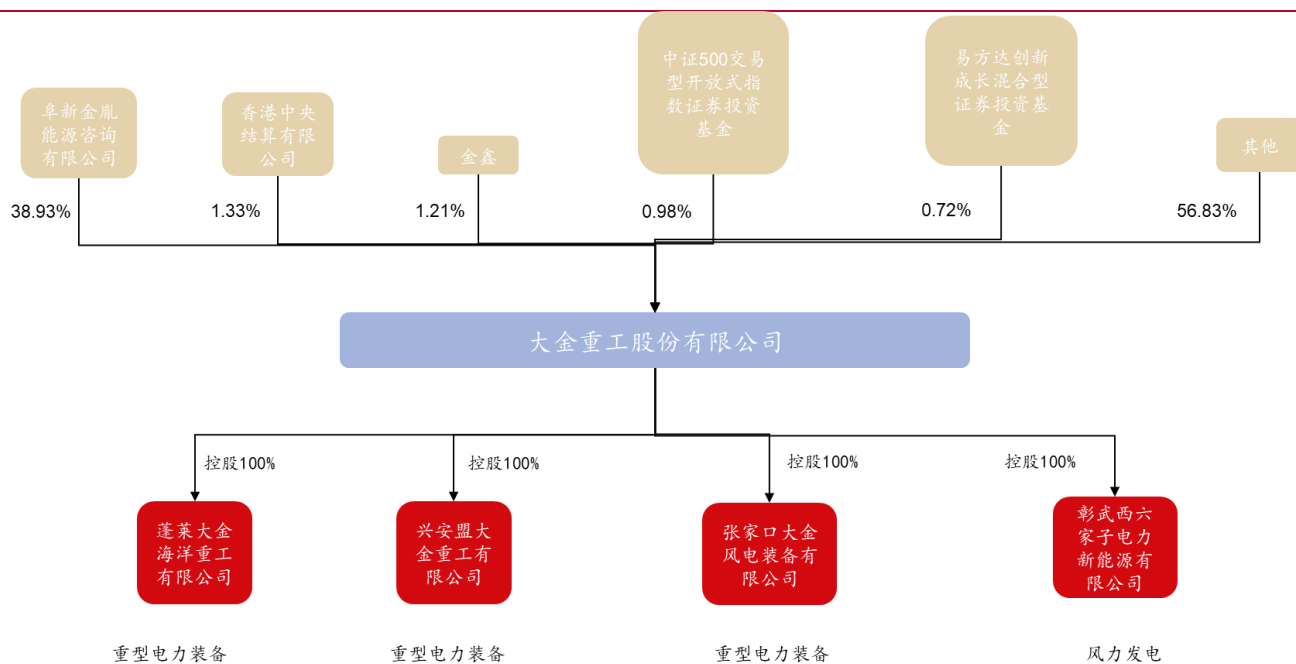 阜新金胤
能源咨询
有限公司
香港中央
结算有限
公司
金鑫
中证500交易
型开放式指
数证券投资
基金
易方达创新
成长混合型
证券投资基
金
其他
38.93%
1.33%
1.21%
0.98%
0.72%
56.83%
大金重工股份有限公司
控股100%
控股100%
控股100%
控股100%
蓬莱大金
海洋重工
有限公司
兴安盟大
金重工有
限公司
张家口大金
风电装备有
限公司
彰武西六
家子电力
新能源有
限公司
重型电力装备
重型电力装备
重型电力装备
风力发电